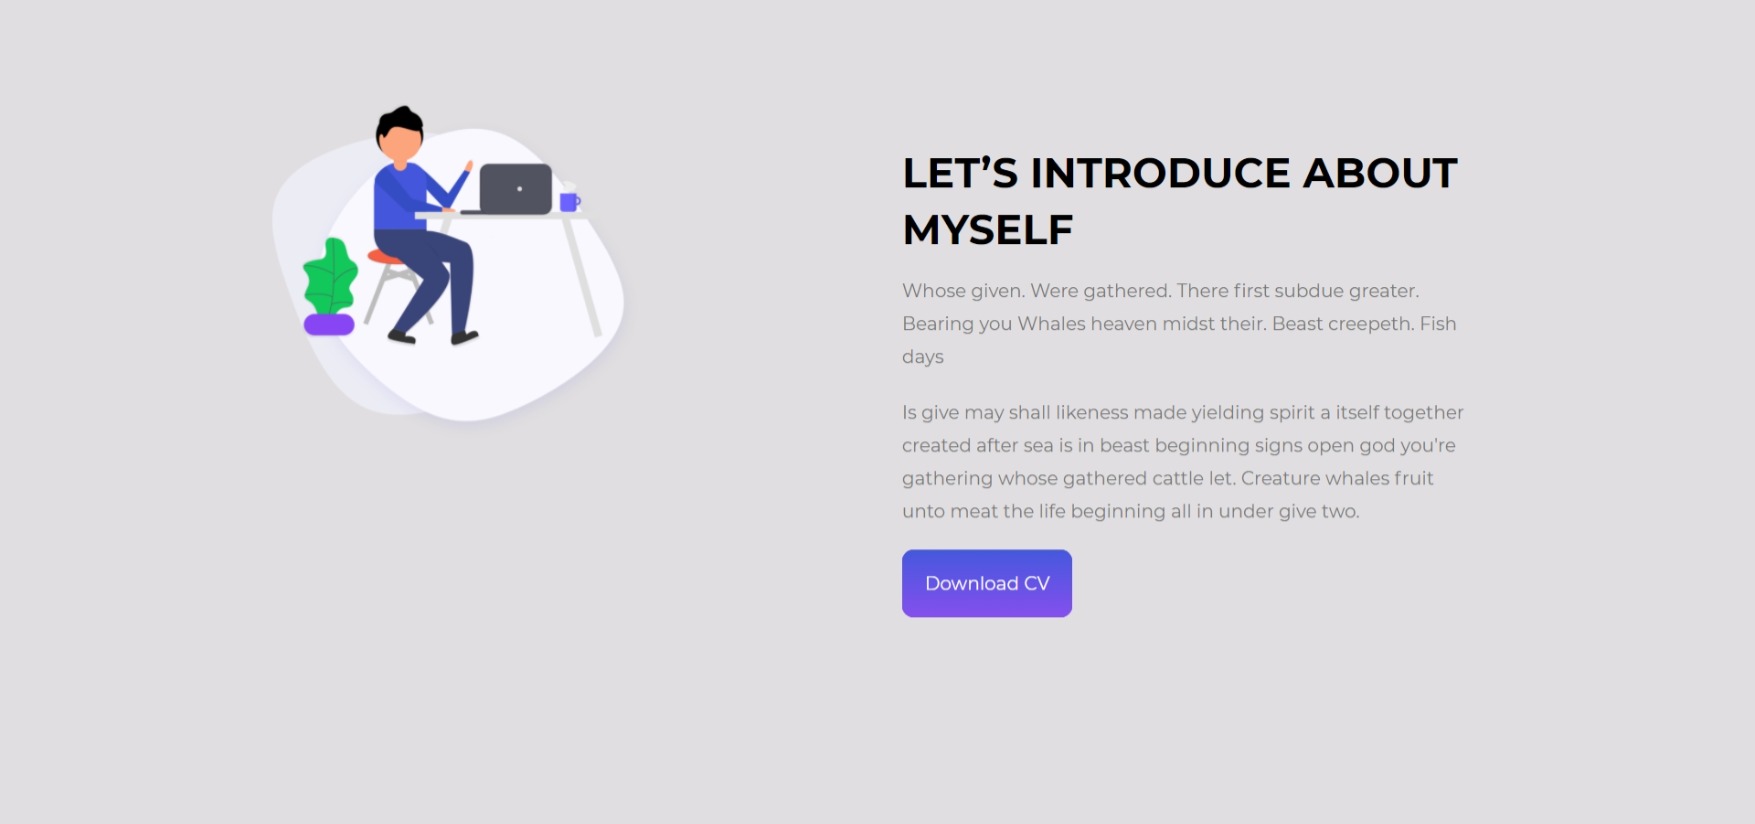 LET’S INTRODUCE ABOUT
MYSELF
Whose given. Were gathered. There first subdue greater.
Bearing you Whales heaven midst their. Beast creepeth. Fish
days
Is give may shall likeness made yielding spirit a itself together
created after sea is in beast beginning signs open god you're
gathering whose gathered cattle let. Creature whales fruit
unto meat the life beginning all in under give two.
Download CV